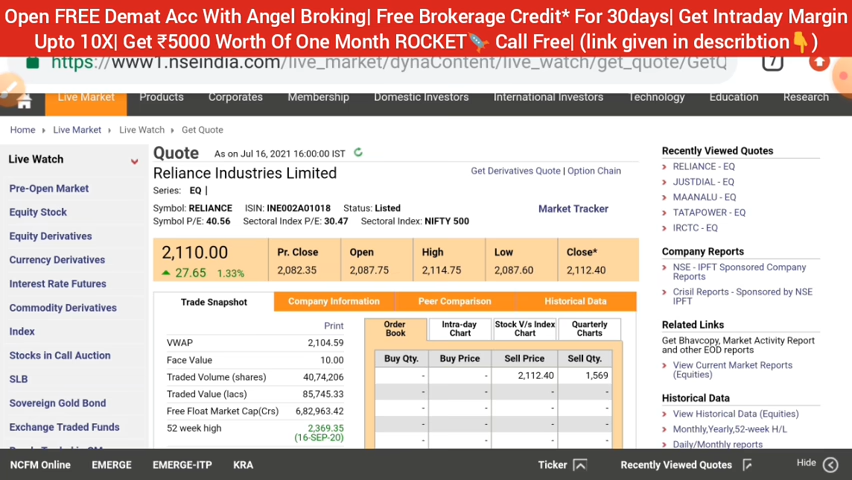 Open FREE Demat Acc With Angel Broking| Free Brokerage Credit* For 30days| Get Intraday Margin
Upto 10X| Get ₹5000 Worth Of One Month ROCKET🚀 Call Free| (link given in describtion👇)
https://www1.nseindia.com/live_market/dynaContent/live_watch/get_quote/GetQ
7
Live Market Products Corporates Membership Domestic Investors International Investors Technology Education Research
Home Live Market Live Watch Get Quote
Live Watch
Pre-Open Market
Equity Stock
Equity Derivatives
Currency Derivatives
Interest Rate Futures
Commodity Derivatives
Index
Stocks in Call Auction
SLB
Sovereign Gold Bond
Exchange Traded Funds
Quote As on Jul 16, 2021 16:00:00 IST
Reliance Industries Limited
Get Derivatives Quote | Option Chain
Series: EQ |
Symbol: RELIANCE ISIN: INE002A01018 Status: Listed
Symbol P/E: 40.56 Sectoral Index P/E: 30.47 Sectoral Index: NIFTY 500
Market Tracker
2,110.00 Pr. Close Open High Low Close*
27.65 1.33% 2,082.35 2,087.75 2,114.75 2,087.60 2,112.40
Trade Snapshot Company Information Peer Comparison Historical Data
Print
VWAP 2,104.59
Face Value 10.00
Traded Volume (shares) 40,74,206
Traded Value (lacs) 85,745.33
Free Float Market Cap(Crs) 6,82,963.42
52 week high 2,369.35
(16-SEP-20)
Order Book
Intra-day Chart
Stock V/s Index Chart
Quarterly Charts
Buy Qty. Buy Price Sell Price Sell Qty.
- - 2,112.40 1,569
- - - -
- - - -
- - - -
- - - -
Recently Viewed Quotes
RELIANCE - EQ
JUSTDIAL - EQ
MAANALU - EQ
TATAPOWER - EQ
IRCTC - EQ
Company Reports
NSE - IPFT Sponsored Company
Reports
Crisil Reports - Sponsored by NSE
IPFT
Related Links
Get Bhavcopy, Market Activity Report
and other EOD reports
View Current Market Reports
(Equities)
Historical Data
View Historical Data (Equities)
Monthly,Yearly,52-week H/L
Daily/Monthly reports
NCFM Online EMERGE EMERGE-ITP KRA Ticker Recently Viewed Quotes Hide